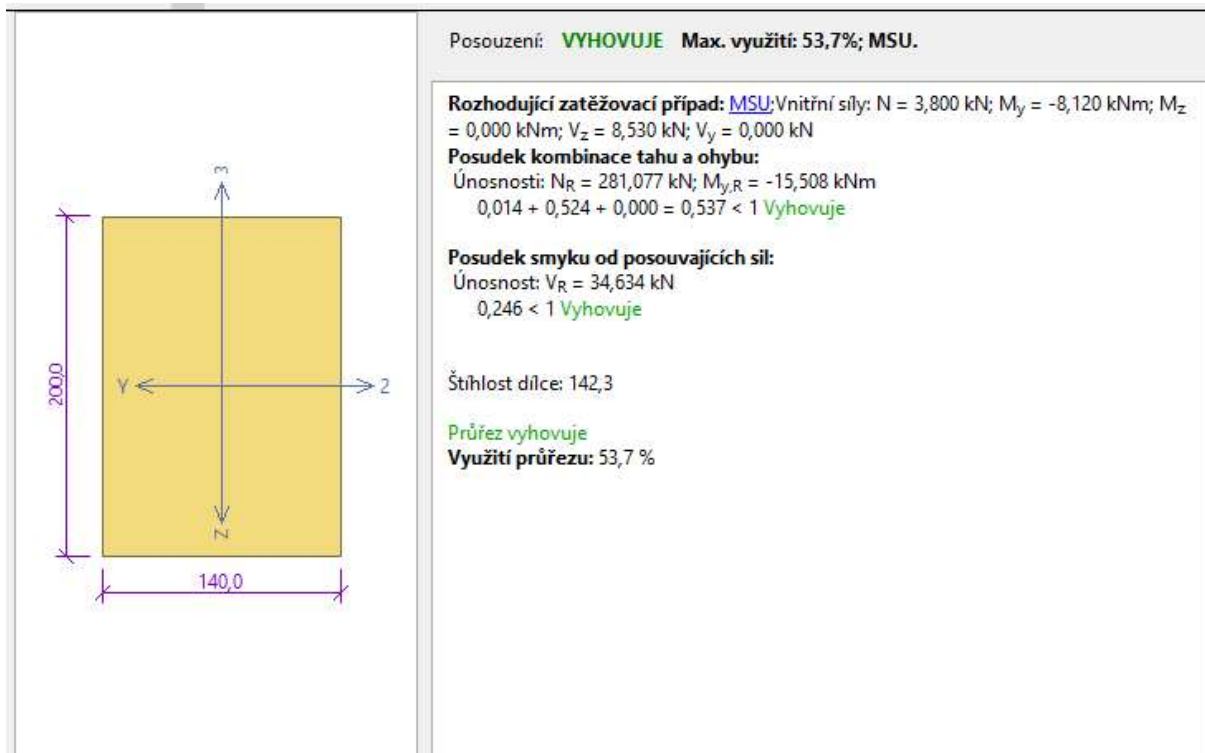 Posouzení: VYHOVUJE Max. využití: 53,7%; MSU.
Rozhodující zatěžovací případ: MSU;Vnitřní síly: N = 3,800 kN; My = -8,120 kNm; Mz
= 0,000 kNm; Vz = 8,530 kN; Vy = 0,000 kN
Posudek kombinace tahu a ohybu:
Únosnosti: NR = 281,077 kN; My,R = -15,508 kNm
0,014 + 0,524 + 0,000 = 0,537 < 1 Vyhovuje
Posudek smyku od posouvajících sil:
Únosnost: VR = 34,634 kN
0,246 < 1 Vyhovuje
Štíhlost dílce: 142,3
Průřez vyhovuje
Využití průřezu: 53,7 %
3
200,0
Y
2
Z
140,0